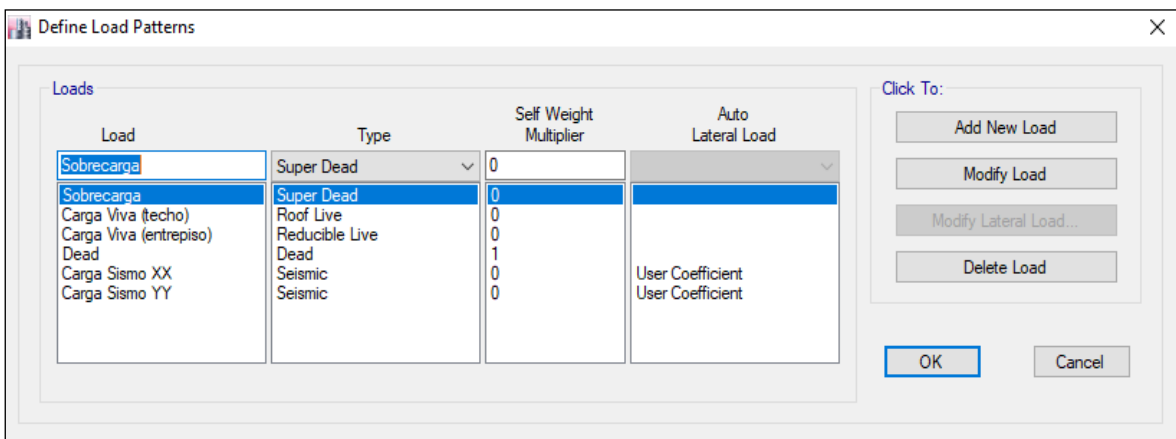 Define Load Patterns
Loads
Click To:
Load Type Self Weight Multiplier Auto Lateral Load
Sobrecarga Super Dead 0
Sobrecarga Super Dead 0
Carga Viva (techo) Roof Live 0
Carga Viva (entrepiso) Reducible Live 0
Dead Dead 1
Carga Sismo XX Seismic 0 User Coefficient
Carga Sismo YY Seismic 0 User Coefficient
Add New Load
Modify Load
Modify Lateral Load...
Delete Load
OK Cancel